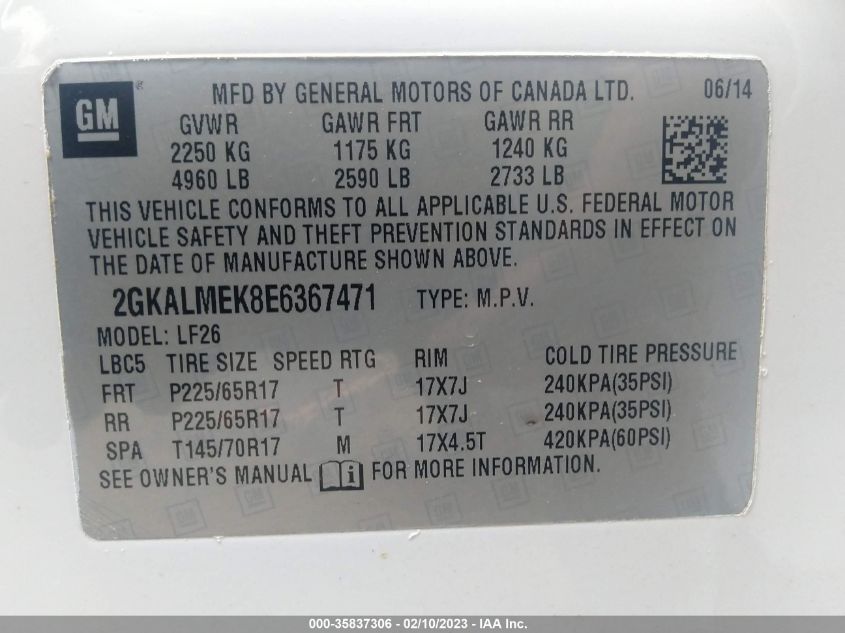 GM ® MFD BY GENERAL MOTORS OF CANADA LTD. 06/14
GVWR GAWR FRT GAWR RR
2250 KG 1175 KG 1240 KG
4960 LB 2590 LB 2733 LB
THIS VEHICLE CONFORMS TO ALL APPLICABLE U.S. FEDERAL MOTOR
VEHICLE SAFETY AND THEFT PREVENTION STANDARDS IN EFFECT ON
THE DATE OF MANUFACTURE SHOWN ABOVE.
2GKALMEK8E6367471 TYPE: M.P.V.
MODEL: LF26
LBC5 TIRE SIZE SPEED RTG RIM COLD TIRE PRESSURE
FRT P225/65R17 T 17X7J 240KPA(35PSI)
RR P225/65R17 T 17X7J 240KPA(35PSI)
SPA T145/70R17 M 17X4.5T 420KPA(60PSI)
SEE OWNER'S MANUAL i FOR MORE INFORMATION.
000-35837306 - 02/10/2023 - IAA Inc.